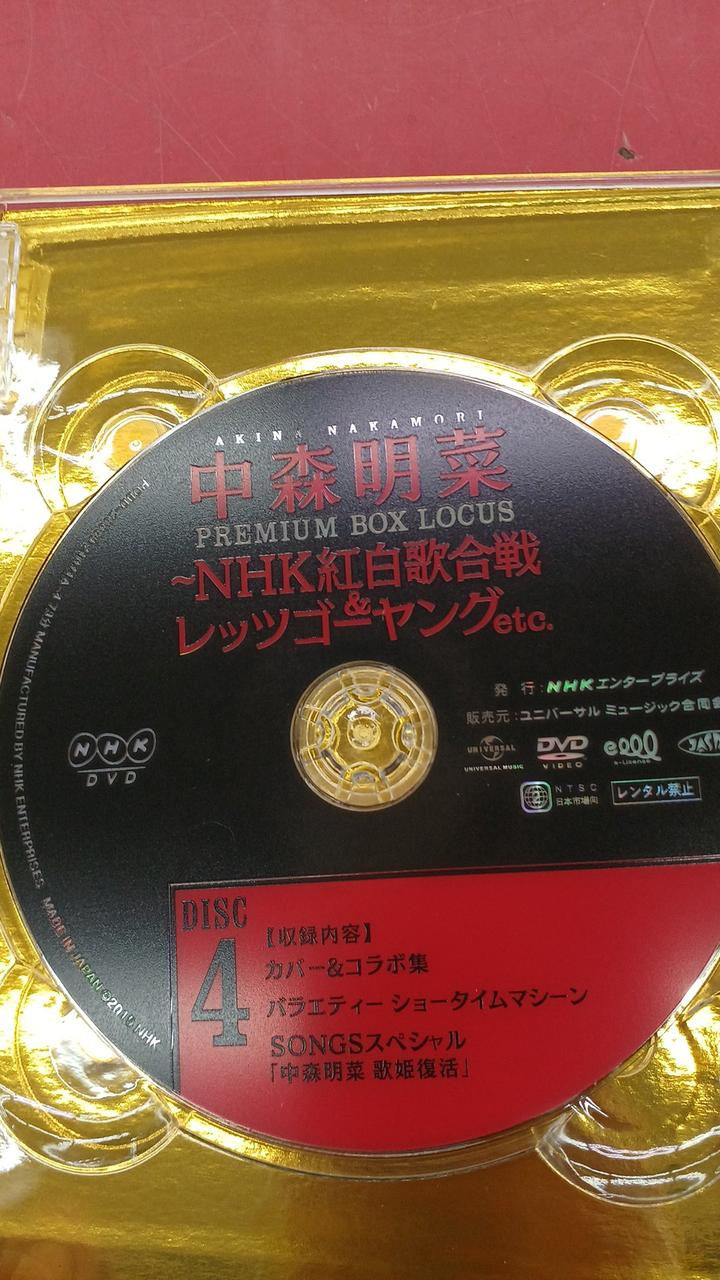 AKINA NAKAMORI
中森明菜
PREMIUM BOX LOCUS
~NHK紅白歌合戦
&
レッツゴーヤングetc.
発 行:NHKエンタープライズ
販売元:ユニバーサル ミュージック合同会
NHK
DVD
UNIVERSAL
UNIVERSAL MUSIC
DVD
VIDEO
e-License
NTSC
日本市場向
レンタル禁止
MANUFACTURED BY NHK ENTERPRISES
MADE IN JAPAN
NHK
DISC
4
【収録内容】
カバー&コラボ集
バラエティー ショータイムマシーン
SONGSスペシャル
「中森明菜 歌姫復活」